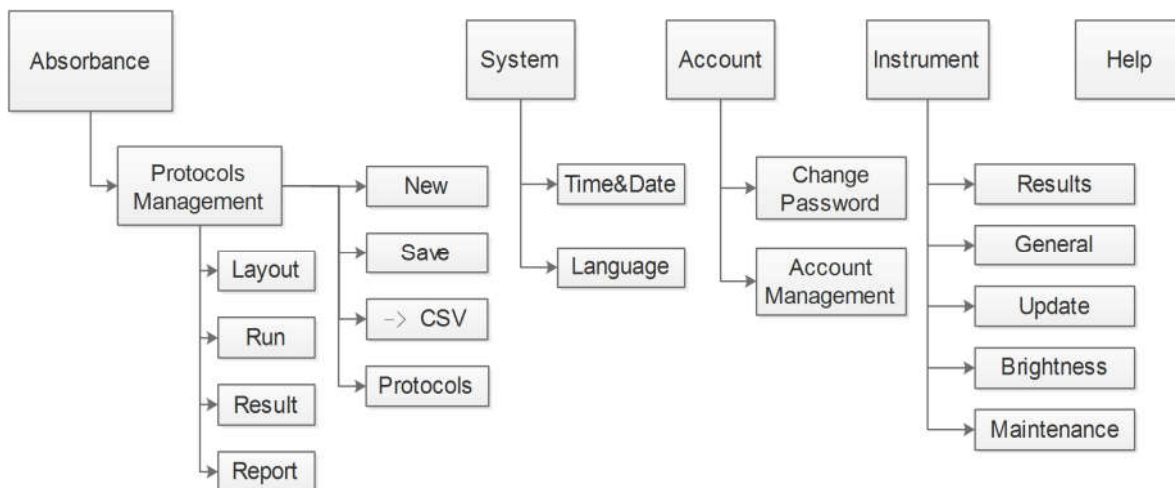 Absorbance
System
Account
Instrument
Help
Protocols
Management
New
Save
–> CSV
Protocols
Layout
Run
Result
Report
Time&Date
Language
Change
Password
Account
Management
Results
General
Update
Brightness
Maintenance